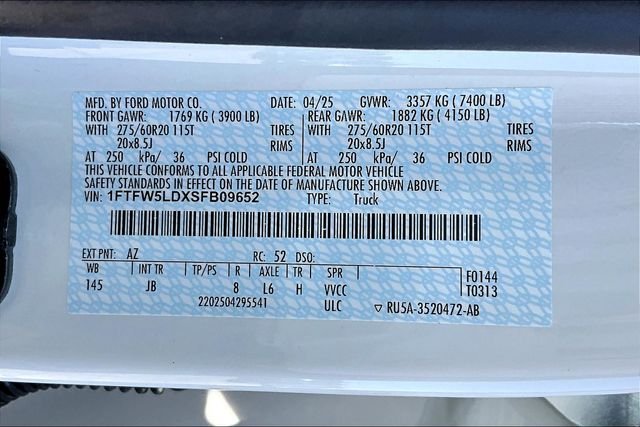 MFD. BY FORD MOTOR CO. DATE: 04/25 GVWR: 3357 KG ( 7400 LB)
FRONT GAWR: 1769 KG ( 3900 LB) REAR GAWR: 1882 KG ( 4150 LB)
WITH 275/60R20 115T TIRES WITH 275/60R20 115T TIRES
20x8.5J RIMS 20x8.5J RIMS
AT 250 kPa/ 36 PSI COLD AT 250 kPa/ 36 PSI COLD
THIS VEHICLE CONFORMS TO ALL APPLICABLE FEDERAL MOTOR VEHICLE
SAFETY STANDARDS IN EFFECT ON THE DATE OF MANUFACTURE SHOWN ABOVE.
VIN: 1FTFW5LDXSFB09652 TYPE: Truck
EXT PNT: AZ RC: 52 DSO:
WB INT TR TP/PS R AXLE TR SPR F0144
145 JB 8 L6 H VVCC T0313
2202504295541 ULC ▽ RU5A-3520472-AB